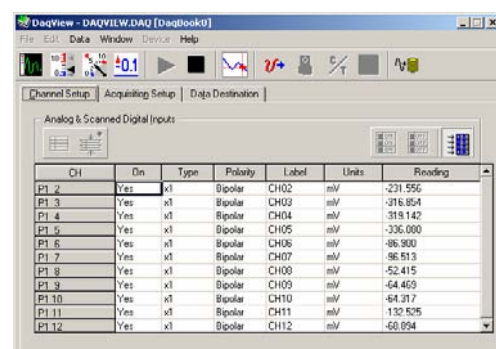 DaqView - DAQVIEW.DAQ [DaqBook0]
File Edit Data Window Device Help
Channel Setup Acquisition Setup Data Destination
Analog & Scanned Digital Inputs
CH On Type Polarity Label Units Reading
P1 2 Yes x1 Bipolar CH02 mV -231.556
P1 3 Yes x1 Bipolar CH03 mV -316.854
P1 4 Yes x1 Bipolar CH04 mV -319.142
P1 5 Yes x1 Bipolar CH05 mV -336.080
P1 6 Yes x1 Bipolar CH06 mV -86.900
P1 7 Yes x1 Bipolar CH07 mV -96.513
P1 8 Yes x1 Bipolar CH08 mV -52.415
P1 9 Yes x1 Bipolar CH09 mV -64.469
P1 10 Yes x1 Bipolar CH10 mV -64.317
P1 11 Yes x1 Bipolar CH11 mV -132.525
P1 12 Yes x1 Bipolar CH12 mV -68.894